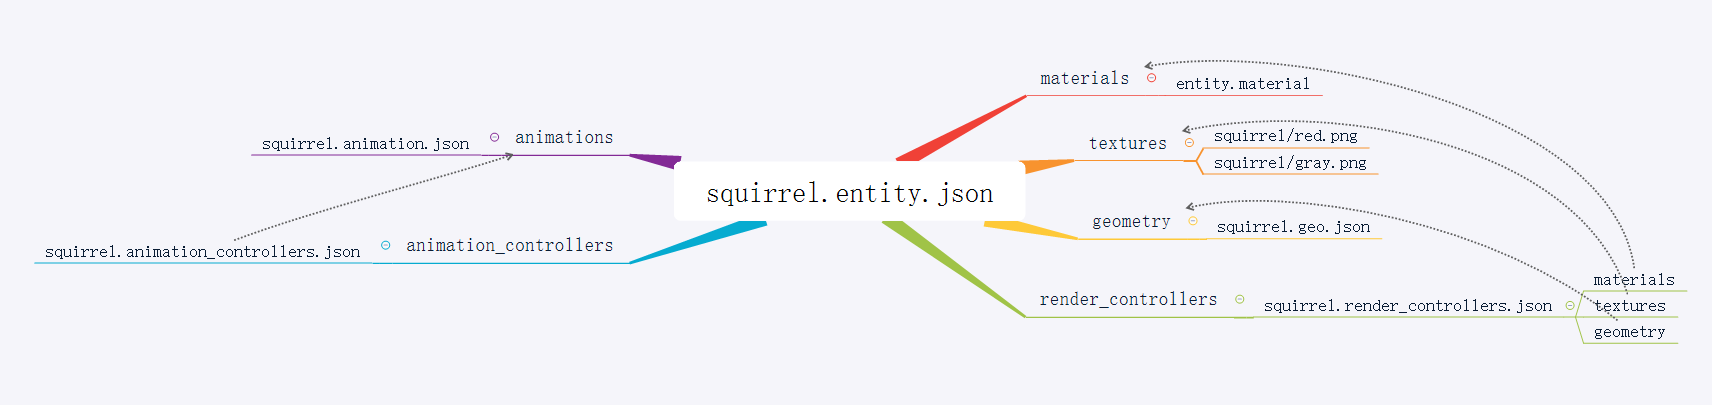 squirrel.entity.json
materials
entity.material
textures
squirrel/red.png
squirrel/gray.png
geometry
squirrel.geo.json
render_controllers
squirrel.render_controllers.json
materials
textures
geometry
animations
squirrel.animation.json
animation_controllers
squirrel.animation_controllers.json